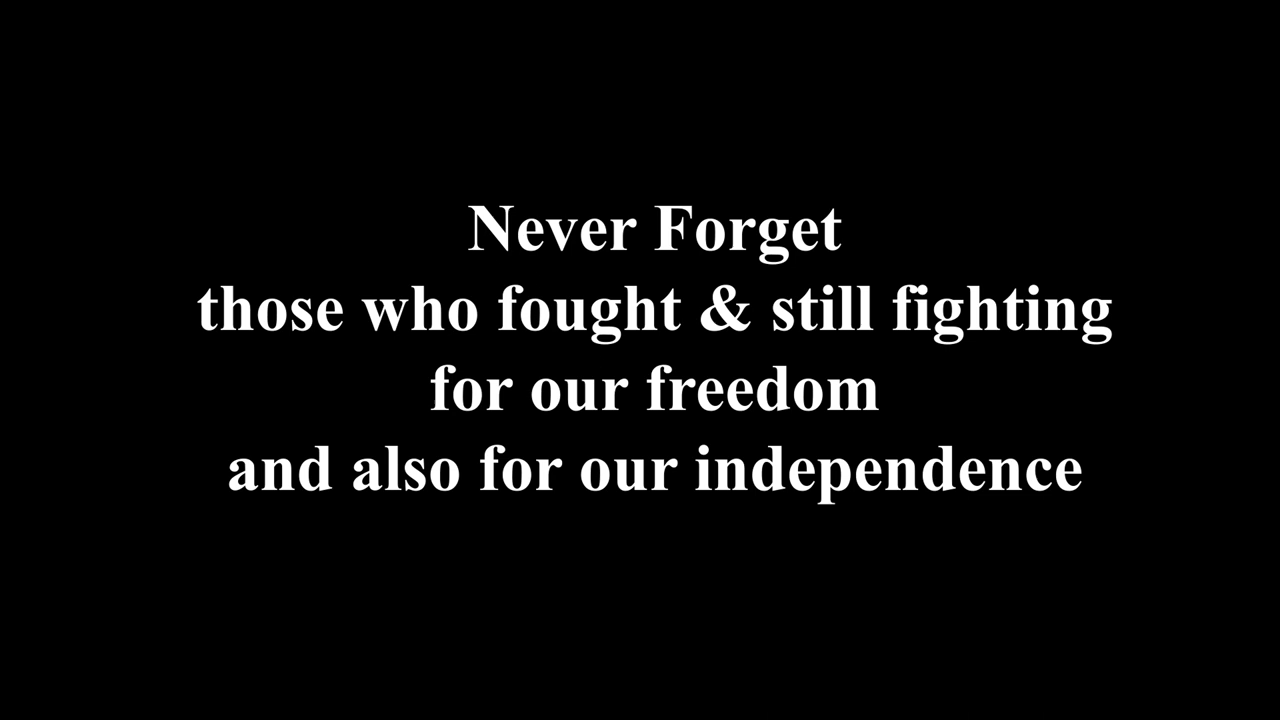 Never Forget
those who fought & still fighting
for our freedom
and also for our independence